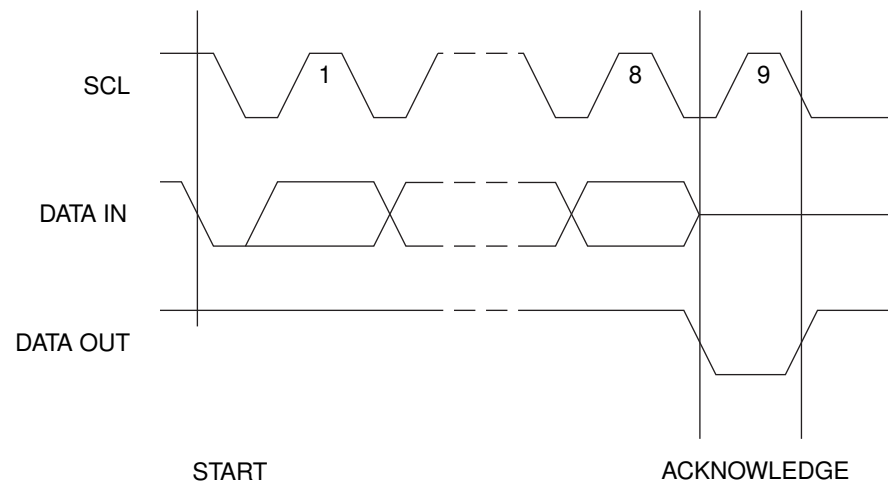 SCL
1
8
9
DATA IN
DATA OUT
START
ACKNOWLEDGE